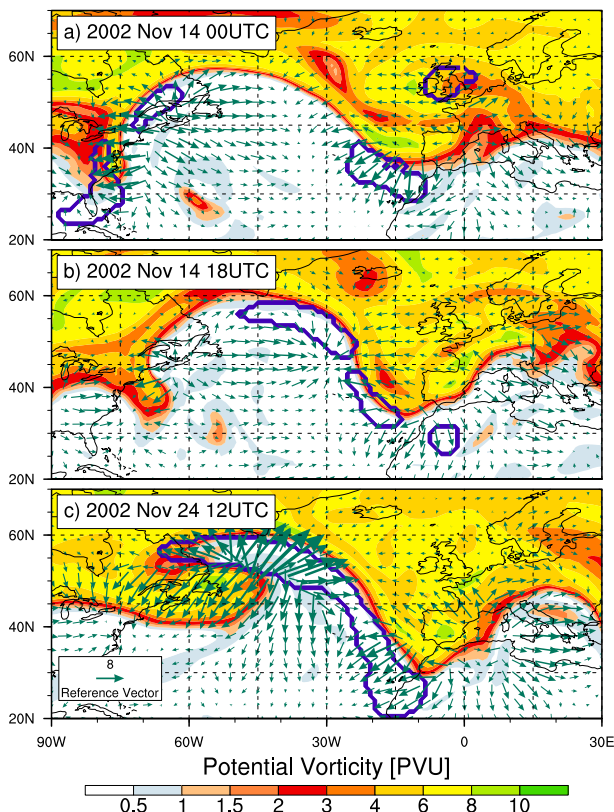 a) 2002 Nov 14 00UTC
60N
40N
20N
b) 2002 Nov 14 18UTC
60N
40N
20N
c) 2002 Nov 24 12UTC
60N
40N
8
Reference Vector
20N
90W 60W 30W 0 30E
Potential Vorticity [PVU]
0.5 1 1.5 2 3 4 6 8 10